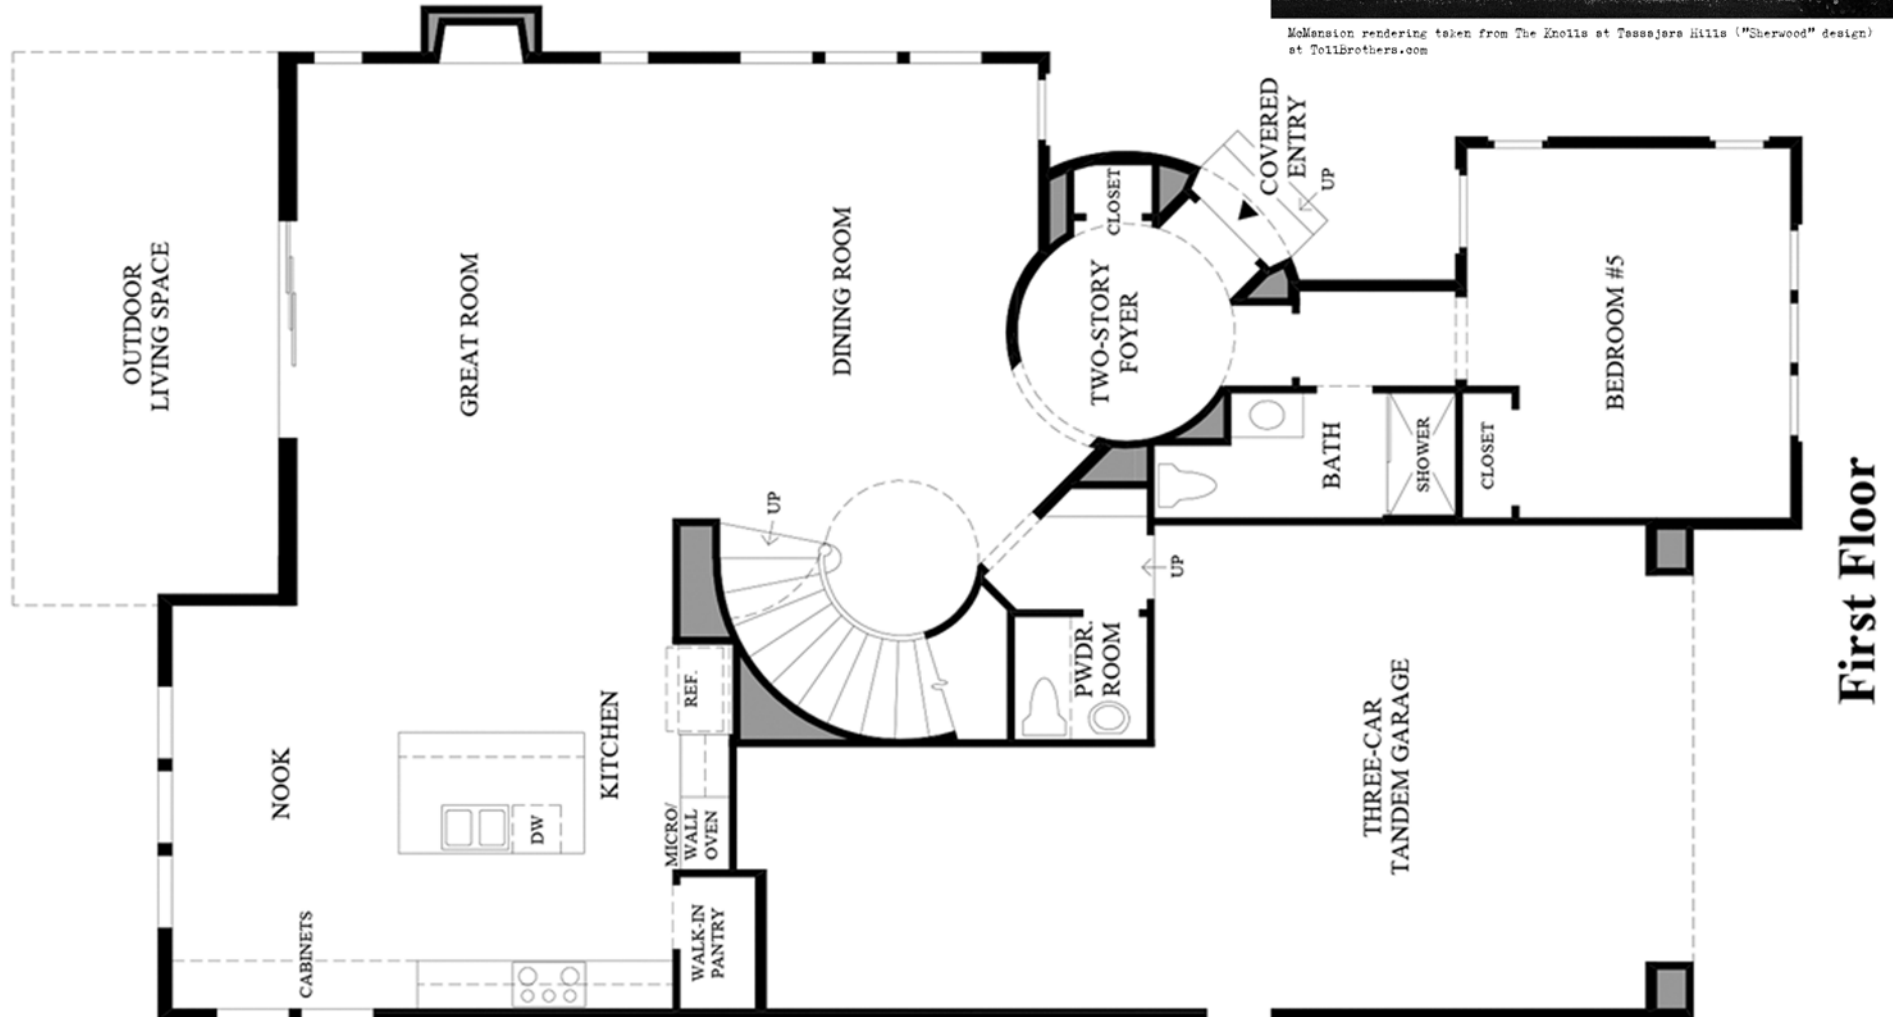 McMansion rendering taken from The Knolls at Tassajara Hills ("Sherwood" design)
at TollBrothers.com
COVERED
ENTRY
UP
CLOSET
OUTDOOR
LIVING SPACE
GREAT ROOM
DINING ROOM
TWO-STORY
FOYER
BEDROOM #5
BATH
SHOWER
CLOSET
UP
UP
First Floor
REF.
PWDR.
ROOM
NOOK
KITCHEN
DW
MICRO/
WALL
OVEN
THREE-CAR
TANDEM GARAGE
CABINETS
WALK-IN
PANTRY